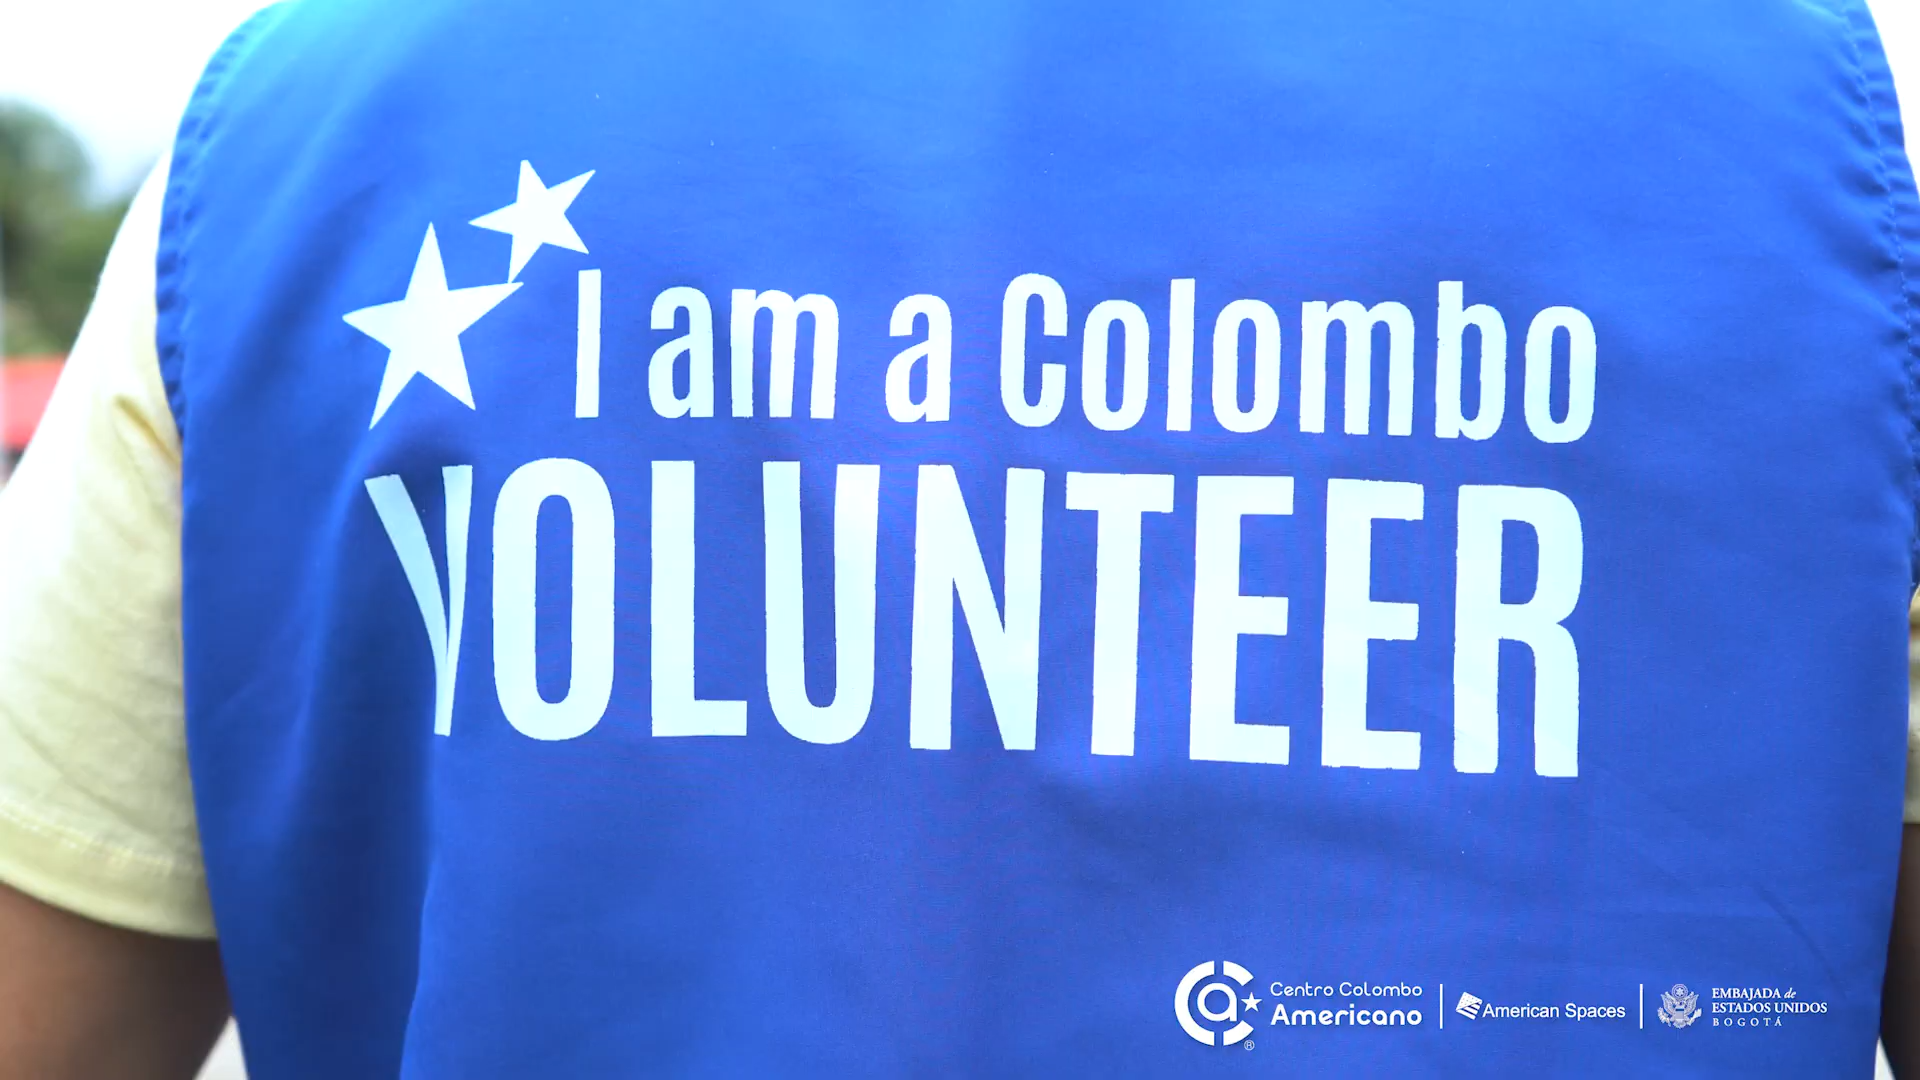 I am a Colombo
VOLUNTEER
Centro Colombo
Americano
®
American Spaces
EMBAJADA de
ESTADOS UNIDOS
BOGOTÁ